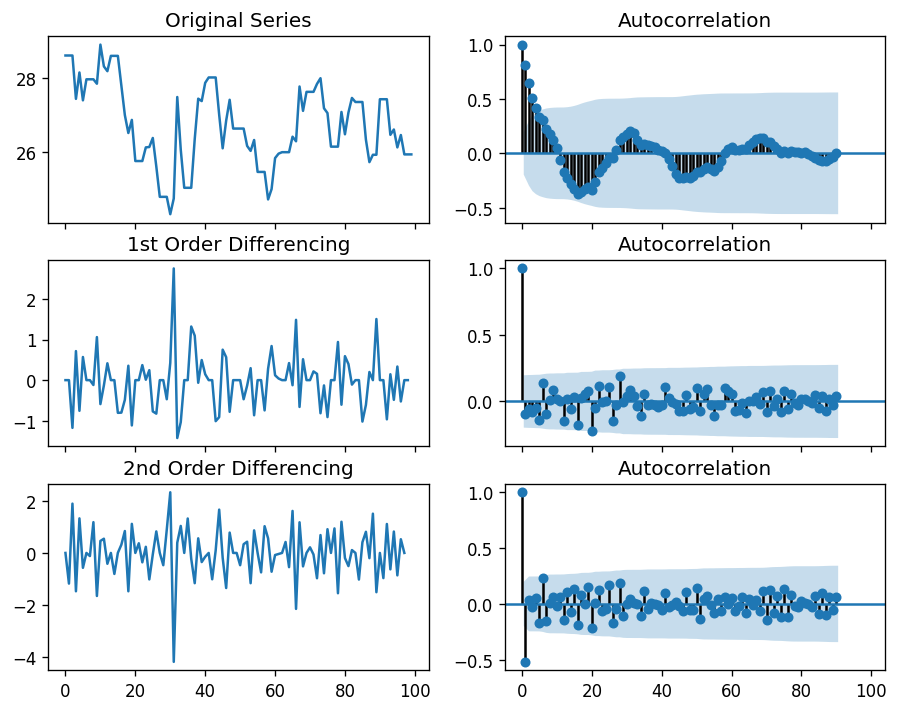 Original Series
Autocorrelation
28
26
1.0
0.5
0.0
−0.5
1st Order Differencing
Autocorrelation
2
1
0
−1
1.0
0.5
0.0
2nd Order Differencing
Autocorrelation
2
0
−2
−4
0 20 40 60 80 100
1.0
0.5
0.0
−0.5
0 20 40 60 80 100